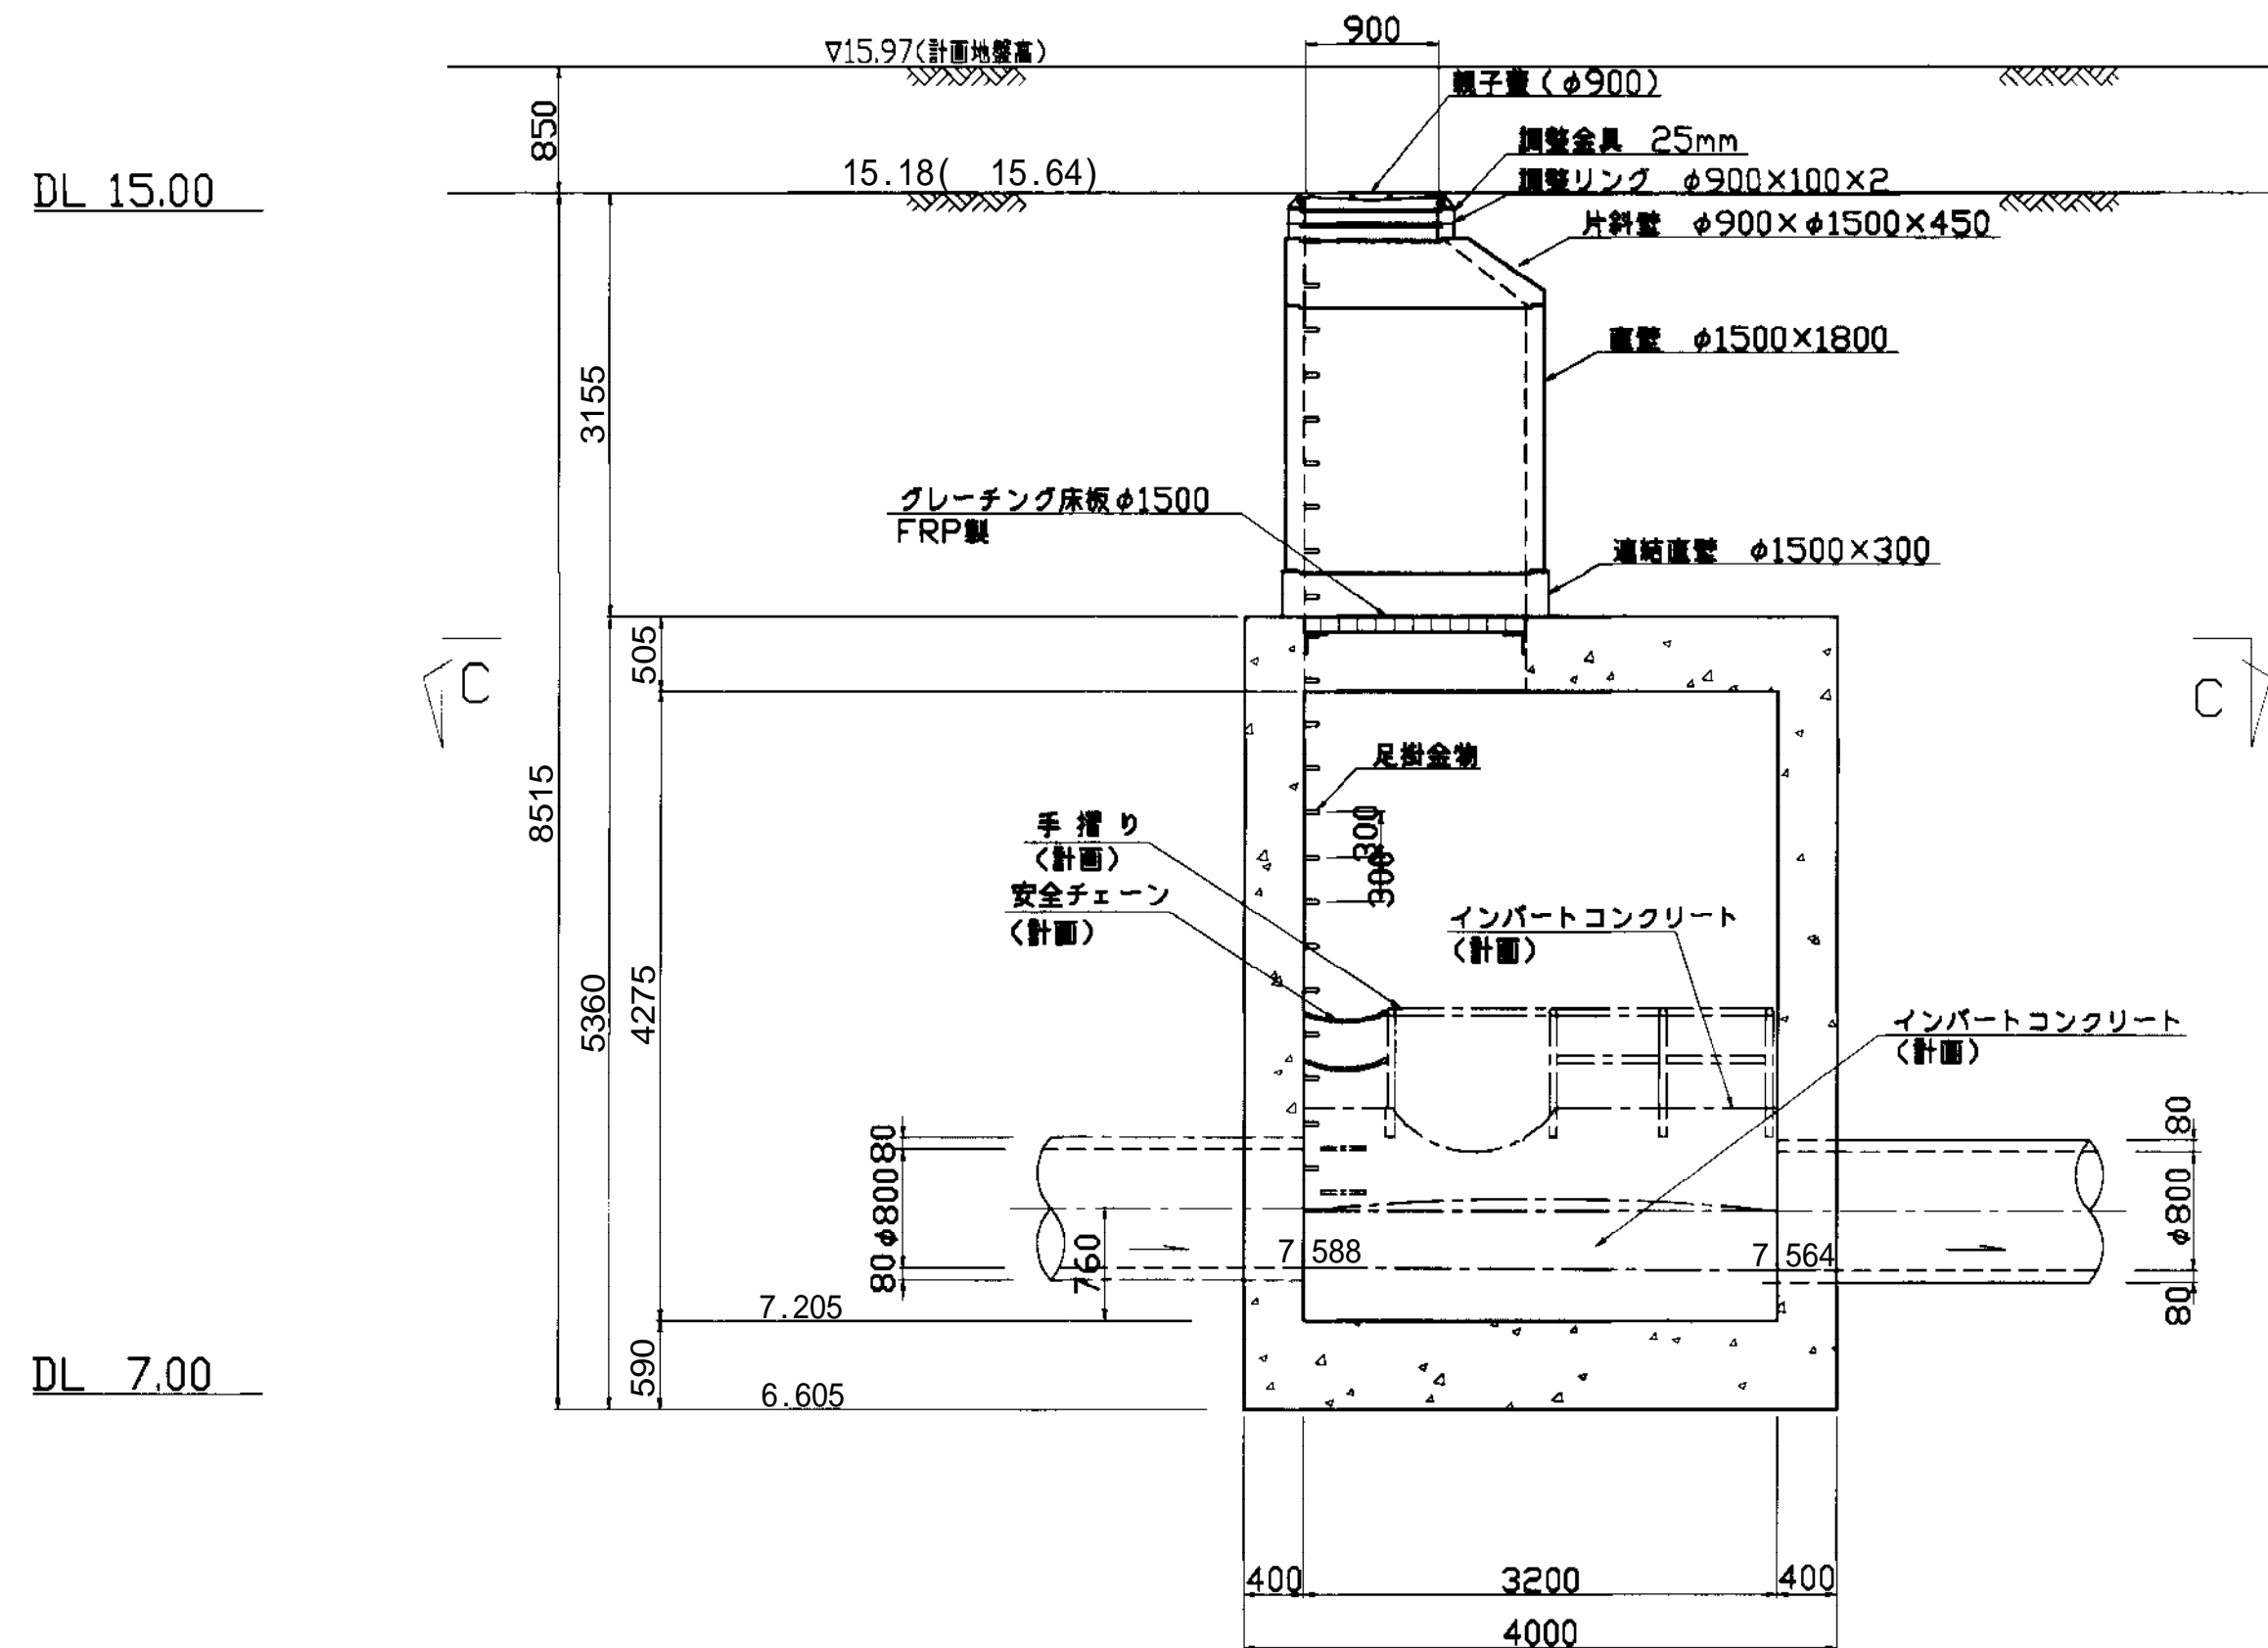 900
▽15.97(計画地盤高)
親子蓋(φ900)
850
調整金具 25mm
15.18( 15.64)
DL 15.00
調整リング φ900×100×2
片斜壁 φ900×φ1500×450
直壁 φ1500×1800
3155
グレーチング床板φ1500
FRP製
連結直壁 φ1500×300
505
C
C
足掛金物
8515
300
300
手摺り
(計画)
安全チェーン
(計画)
インバートコンクリート
(計画)
5360
4275
インバートコンクリート
(計画)
80
φ800
80
80
φ800
80
760
7 588
7 564
7.205
590
DL 7.00
6.605
400
3200
400
4000